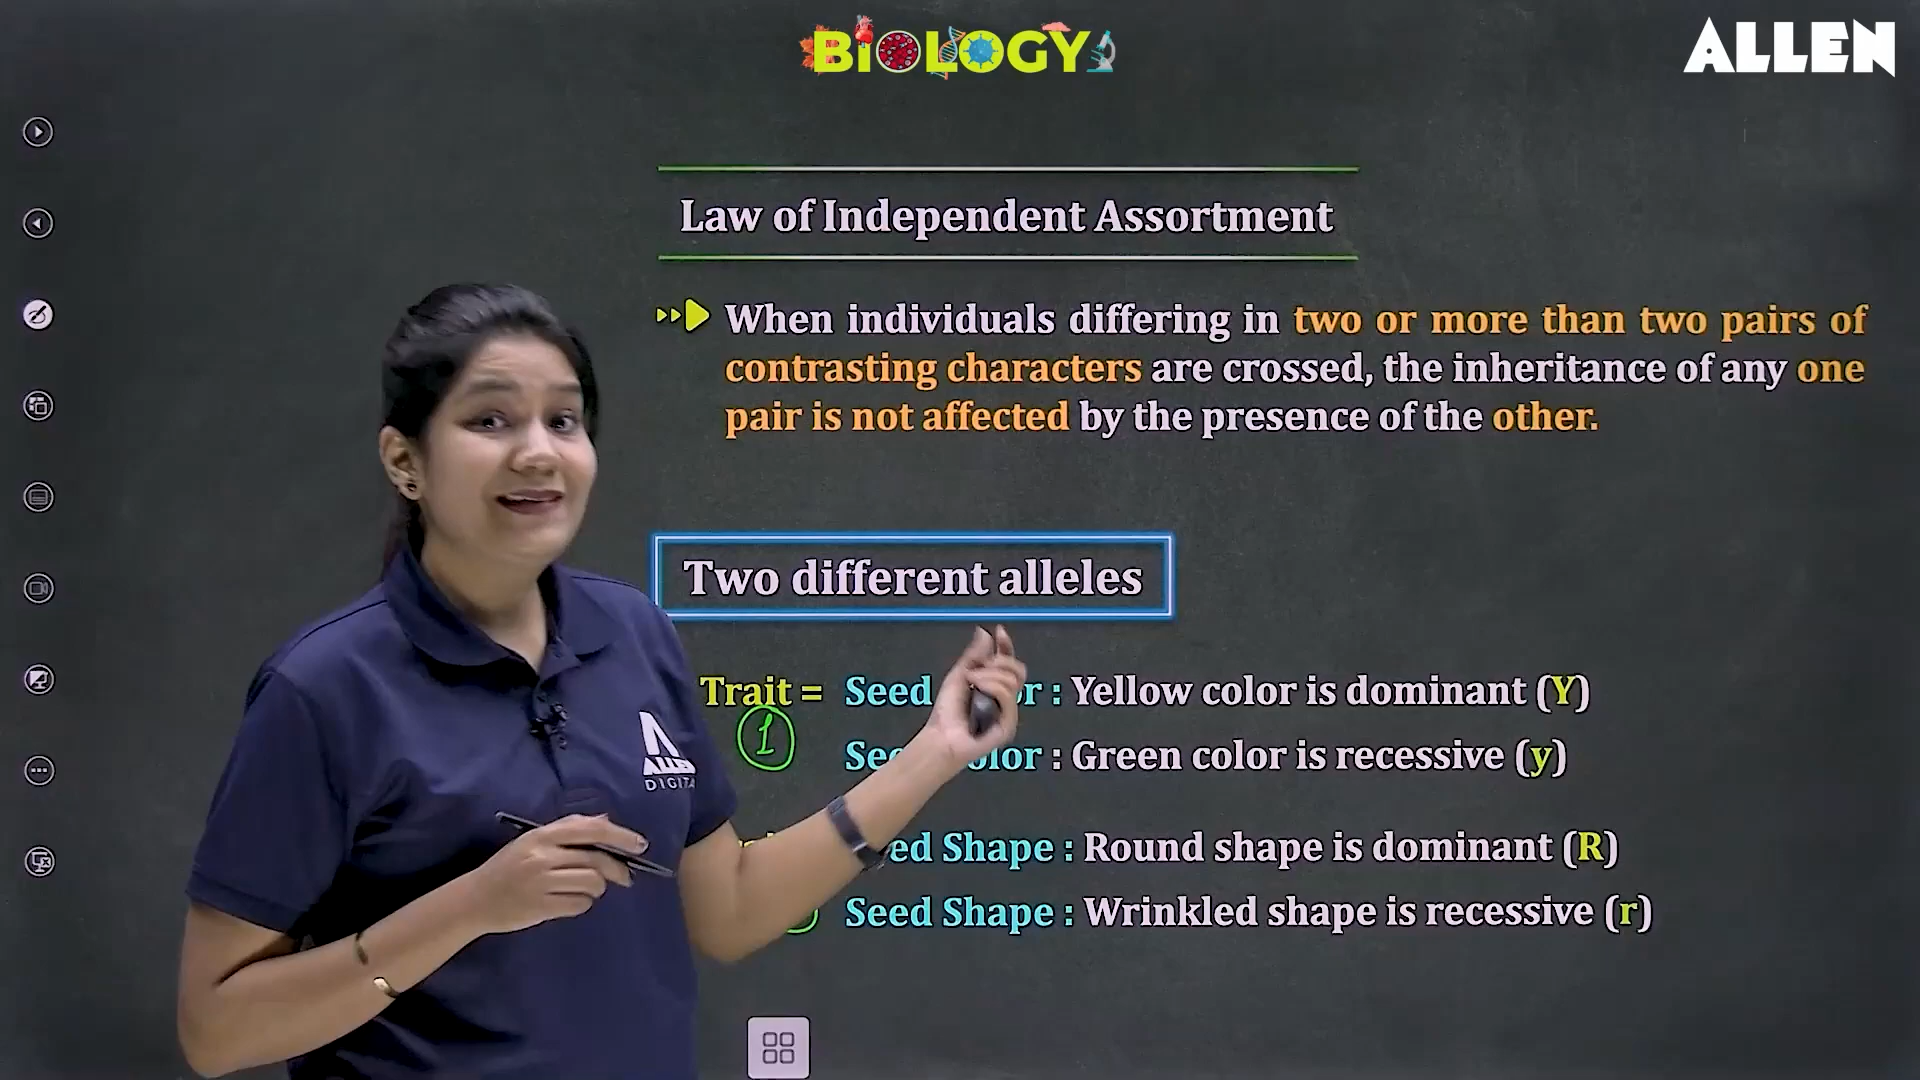 BIOLOGY
ALLEN
Law of Independent Assortment
When individuals differing in two or more than two pairs of
contrasting characters are crossed, the inheritance of any one
pair is not affected by the presence of the other.
Two different alleles
Trait = Seed : Yellow color is dominant (Y)
1
: Green color is recessive (y)
Shape : Round shape is dominant (R)
Seed Shape : Wrinkled shape is recessive (r)
ALLEN